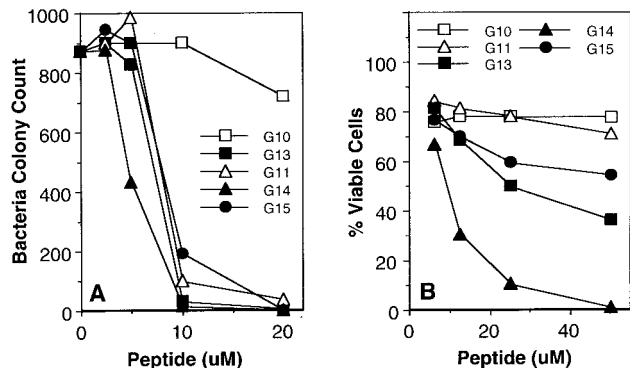 Bacteria Colony Count
1000
800
600
400
200
0
G10
G13
G11
G14
G15
A
0
10
20
Peptide (uM)
G10
G14
G11
G15
G13
% Viable Cells
120
100
80
60
40
20
0
B
20
40
Peptide (uM)